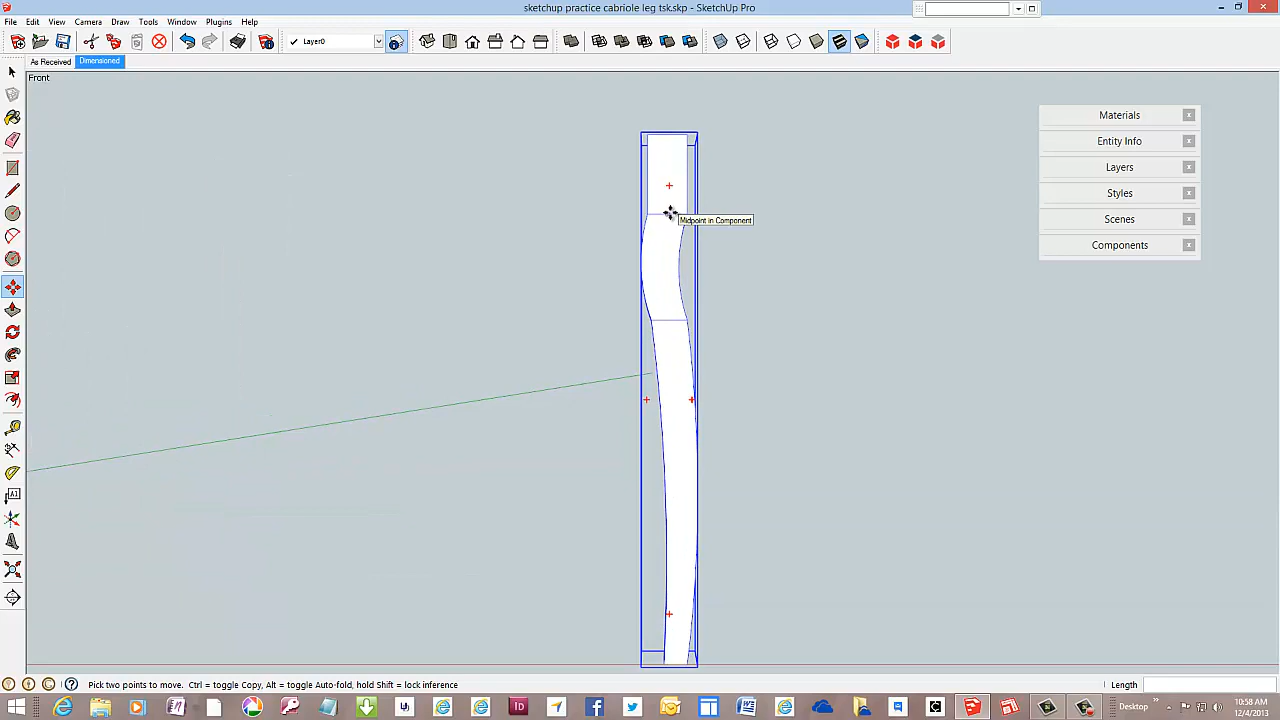 sketchup practice cabriole leg tsk.skp - SketchUp Pro
File Edit View Camera Draw Tools Window Plugins Help
Layer0
As Received Dimensioned
Front
Materials
Entity Info
Layers
Styles
Scenes
Components
Midpoint in Component
Pick two points to move. Ctrl = toggle Copy, Alt = toggle Auto-fold, hold Shift = lock inference
Length
Desktop
10:58 AM
12/4/2013